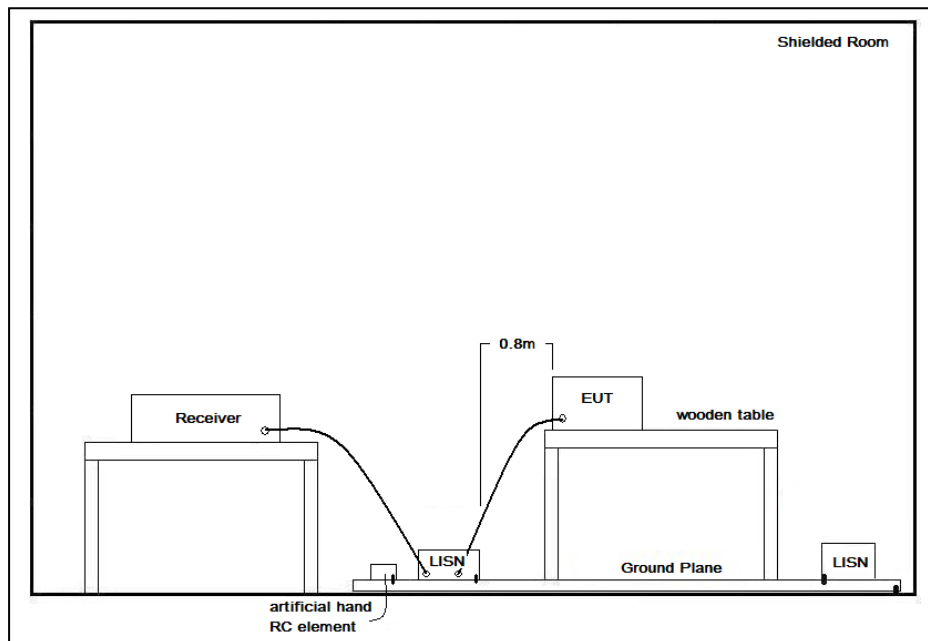 Shielded Room
0.8m
EUT
Receiver
wooden table
LISN
Ground Plane
LISN
artificial hand
RC element